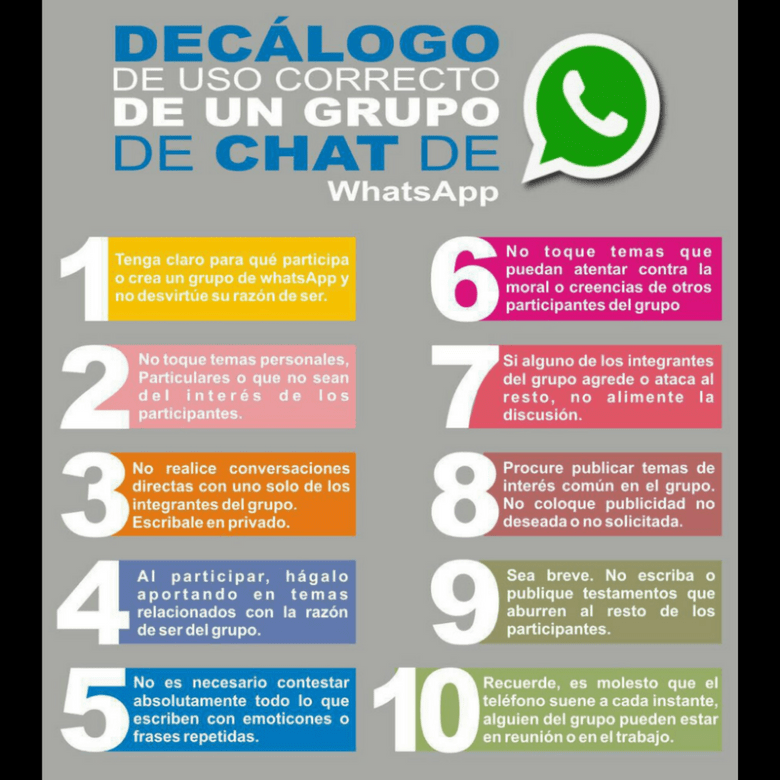 DECÁLOGO
DE USO CORRECTO
DE UN GRUPO
DE CHAT DE
WhatsApp
1
Tenga claro para qué participa
o crea un grupo de whatsApp y
no desvirtúe su razón de ser.
2
No toque temas personales,
Particulares o que no sean
del interés de los
participantes.
3
No realice conversaciones
directas con uno solo de los
integrantes del grupo.
Escribale en privado.
4
Al participar, hágalo
aportando en temas
relacionados con la razón
de ser del grupo.
5
No es necesario contestar
absolutamente todo lo que
escriben con emoticones o
frases repetidas.
6
No toque temas que
puedan atentar contra la
moral o creencias de otros
participantes del grupo
7
Si alguno de los integrantes
del grupo agrede o ataca al
resto, no alimente la
discusión.
8
Procure publicar temas de
interés común en el grupo.
No coloque publicidad no
deseada o no solicitada.
9
Sea breve. No escriba o
publique testamentos que
aburren al resto de los
participantes.
10
Recuerde, es molesto que el
teléfono suene a cada instante,
alguien del grupo pueden estar
en reunión o en el trabajo.